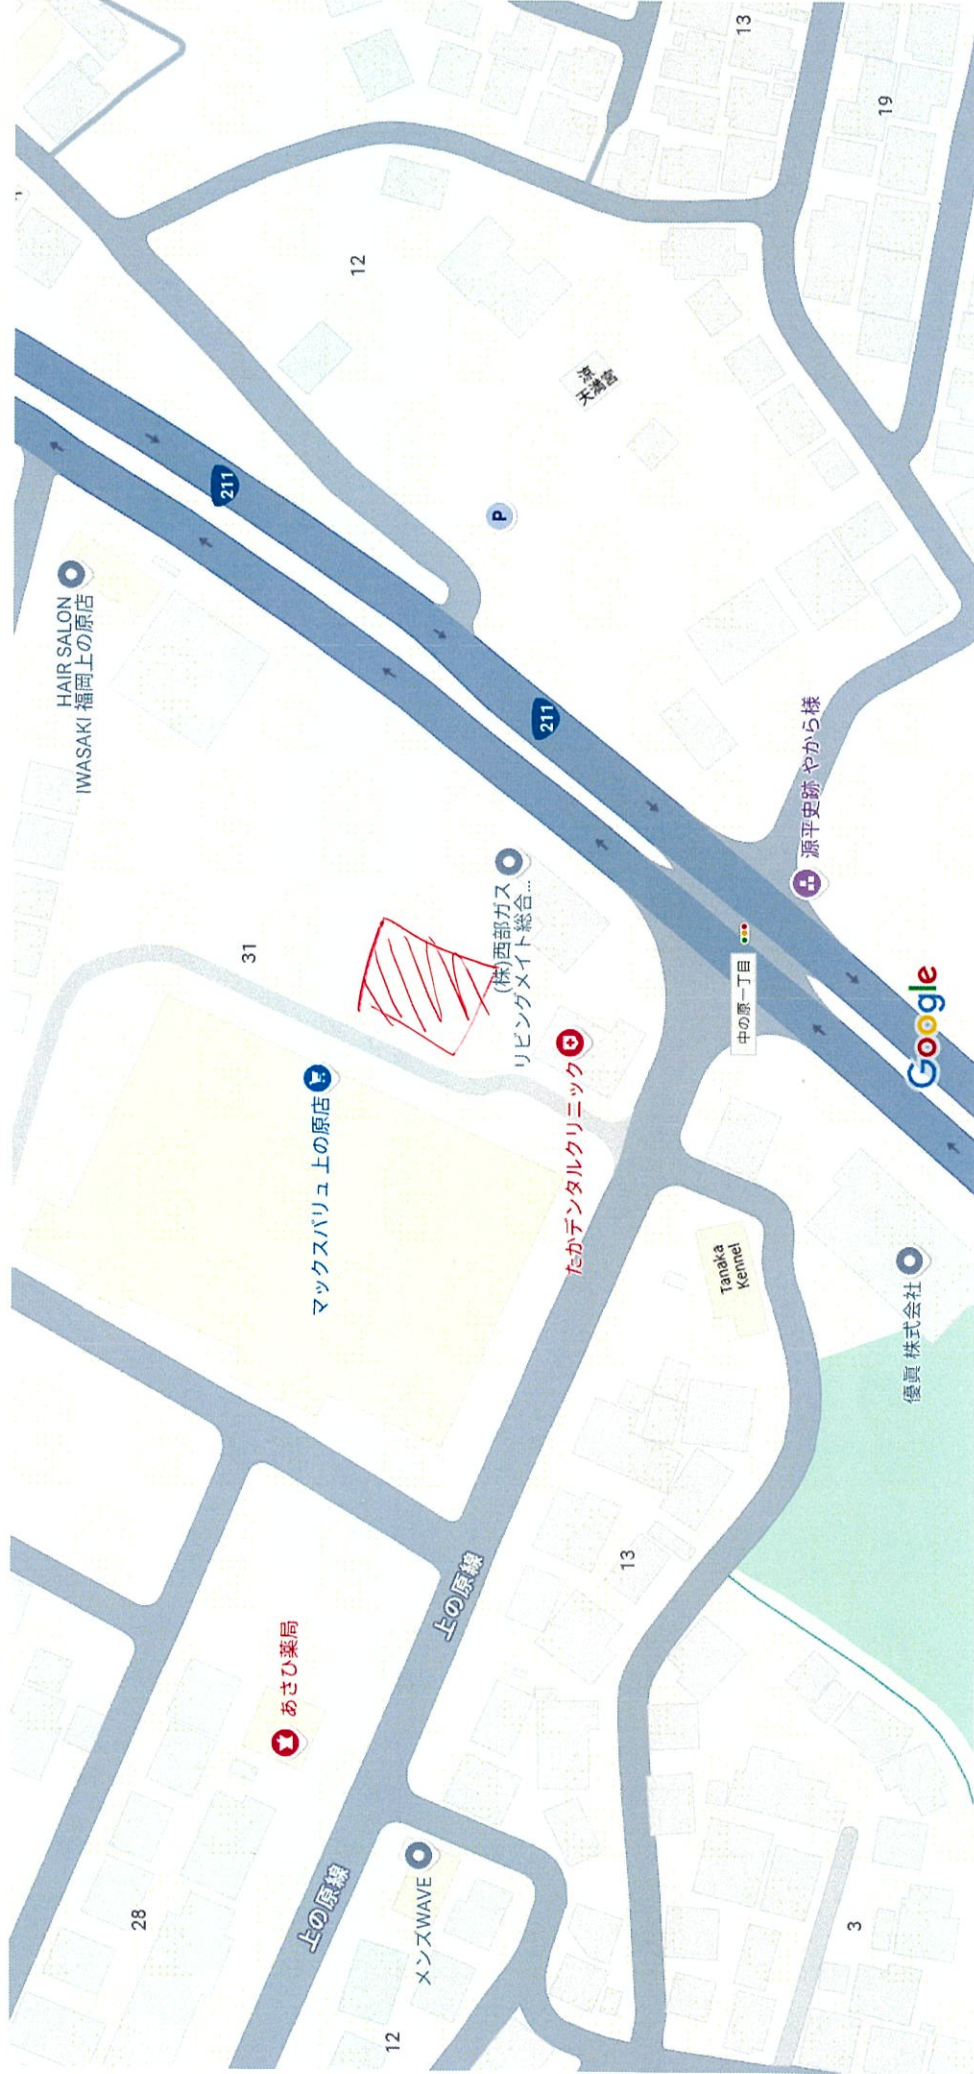 HAIR SALON
IWASAKI 福岡上の原店
211
12
13
19
涼
天満宮
P
31
211
(株)西部ガス
リビングメイト総合...
源平史跡 やから様
マックスバリュ 上の原店
たかデンタルクリニック
中の原一丁目
Google
Tanaka
Kennel
優眞 株式会社
上の原線
13
あさひ薬局
28
上の原線
メンズWAVE
12
3